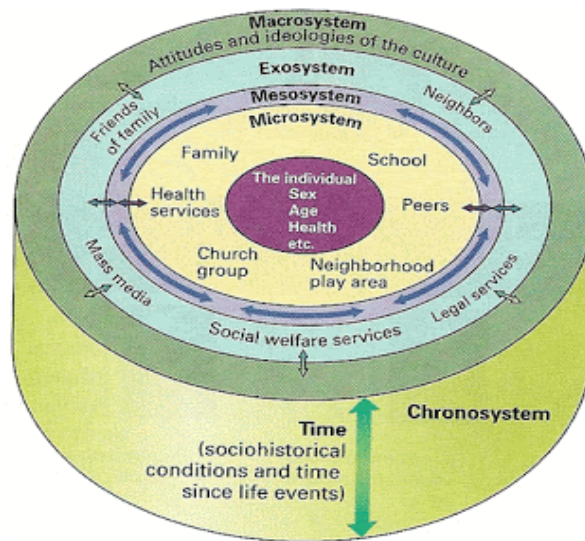 Macrosystem
Attitudes and ideologies of the culture
Exosystem
Mesosystem
Microsystem
Friends
of family
Neighbors
Family
School
The individual
Sex
Age
Health
etc.
Health
services
Peers
Church
group
Neighborhood
play area
Mass media
Legal services
Social welfare services
Chronosystem
Time
(sociohistorical
conditions and time
since life events)